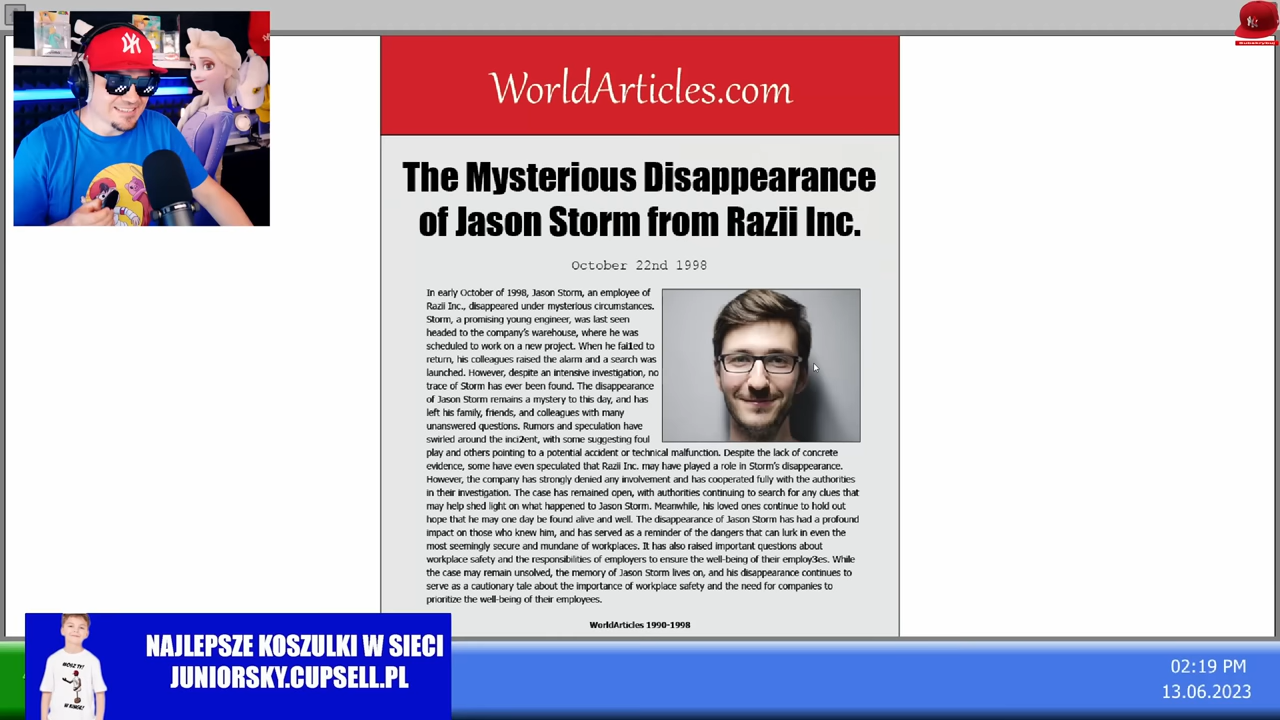 WorldArticles.com
The Mysterious Disappearance
of Jason Storm from Razii Inc.
October 22nd 1998
In early October of 1998, Jason Storm, an employee of
Razii Inc., disappeared under mysterious circumstances.
Storm, a promising young engineer, was last seen
headed to the company's warehouse, where he was
scheduled to work on a new project. When he fai1ed to
return, his colleagues raised the alarm and a search was
launched. However, despite an intensive investigation, no
trace of Storm has ever been found. The disappearance
of Jason Storm remains a mystery to this day, and has
left his family, friends, and colleagues with many
unanswered questions. Rumors and speculation have
swirled around the inci2ent, with some suggesting foul
play and others pointing to a potential accident or technical malfunction. Despite the lack of concrete
evidence, some have even speculated that Razii Inc. may have played a role in Storm's disappearance.
However, the company has strongly denied any involvement and has cooperated fully with the authorities
in their investigation. The case has remained open, with authorities continuing to search for any clues that
may help shed light on what happened to Jason Storm. Meanwhile, his loved ones continue to hold out
hope that he may one day be found alive and well. The disappearance of Jason Storm has had a profound
impact on those who knew him, and has served as a reminder of the dangers that can lurk in even the
most seemingly secure and mundane of workplaces. It has also raised important questions about
workplace safety and the responsibilities of employers to ensure the well-being of their employ3es. While
the case may remain unsolved, the memory of Jason Storm lives on, and his disappearance continues to
serve as a cautionary tale about the importance of workplace safety and the need for companies to
prioritize the well-being of their employees.
WorldArticles 1990-1998
NAJLEPSZE KOSZULKI W SIECI
JUNIORSKY.CUPSELL.PL
02:19 PM
13.06.2023